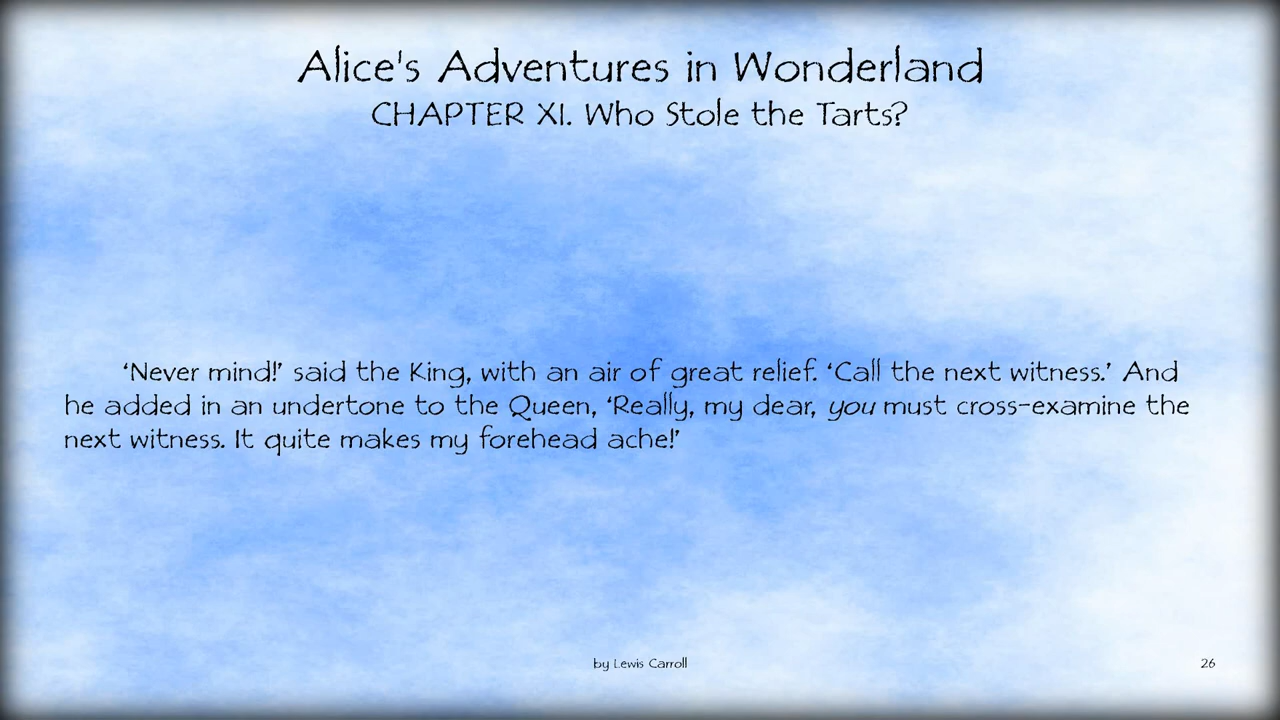 Alice's Adventures in Wonderland
CHAPTER XI. Who Stole the Tarts?
‘Never mind!’ said the King, with an air of great relief. ‘Call the next witness.’ And
he added in an undertone to the Queen, ‘Really, my dear, you must cross-examine the
next witness. It quite makes my forehead ache!’
by Lewis Carroll
26